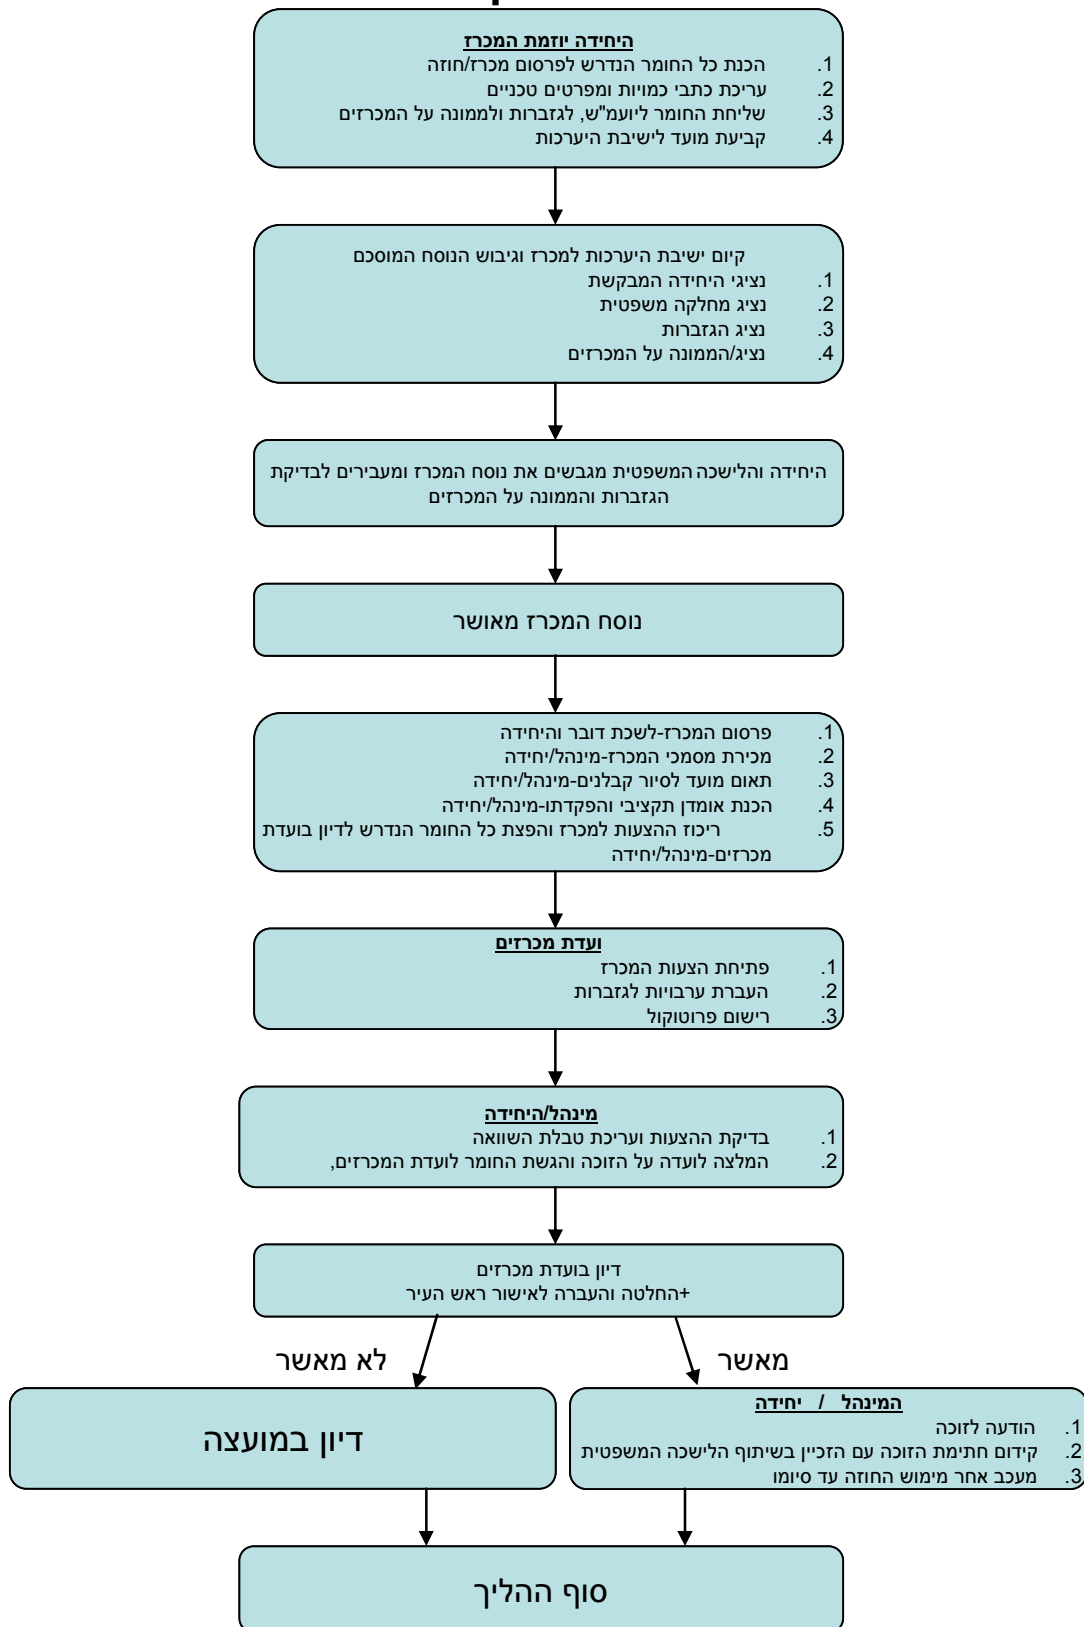 היחידה יוזמת המכרז
1. הכנת כל החומר הנדרש לפרסום מכרז/חוזה
2. עריכת כתבי כמויות ומפרטים טכניים
3. שליחת החומר ליועמ"ש, לגזברות ולממונה על המכרזים
4. קביעת מועד לישיבת היערכות
קיום ישיבת היערכות למכרז וגיבוש הנוסח המוסכם
1. נציגי היחידה המבקשת
2. נציג מחלקה משפטית
3. נציג הגזברות
4. נציג/הממונה על המכרזים
היחידה והלישכה המשפטית מגבשים את נוסח המכרז ומעבירים לבדיקת
הגזברות והממונה על המכרזים
נוסח המכרז מאושר
1. פרסום המכרז-לשכת דובר והיחידה
2. מכירת מסמכי המכרז-מינהל/יחידה
3. תאום מועד לסיור קבלנים-מינהל/יחידה
4. הכנת אומדן תקציבי והפקדתו-מינהל/יחידה
5. ריכוז ההצעות למכרז והפצת כל החומר הנדרש לדיון בועדת
מכרזים-מינהל/יחידה
ועדת מכרזים
1. פתיחת הצעות המכרז
2. העברת ערבויות לגזברות
3. רישום פרוטוקול
מינהל/היחידה
1. בדיקת ההצעות ועריכת טבלת השוואה
2. המלצה לועדה על הזוכה והגשת החומר לועדת המכרזים,
דיון בועדת מכרזים
+החלטה והעברה לאישור ראש העיר
מאשר
לא מאשר
המינהל / יחידה
1. הודעה לזוכה
2. קידום חתימת הזוכה עם הזכיין בשיתוף הלישכה המשפטית
3. מעכב אחר מימוש החוזה עד סיומו
דיון במועצה
סוף ההליך